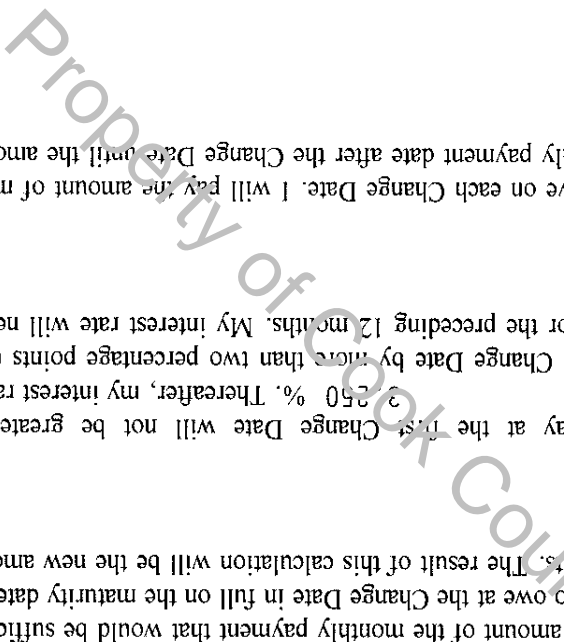 amount of the monthly payment that would be suffic
o owe at the Change Date in full on the maturity date
ts. The result of this calculation will be the new amo
ay at the first Change Date will not be greate
3.250 %. Thereafter, my interest ra
Change Date by more than two percentage points
or the preceding 12 months. My interest rate will ne
ve on each Change Date. I will pay the amount of m
ly payment date after the Change Date until the amo
Property of Cook Cou